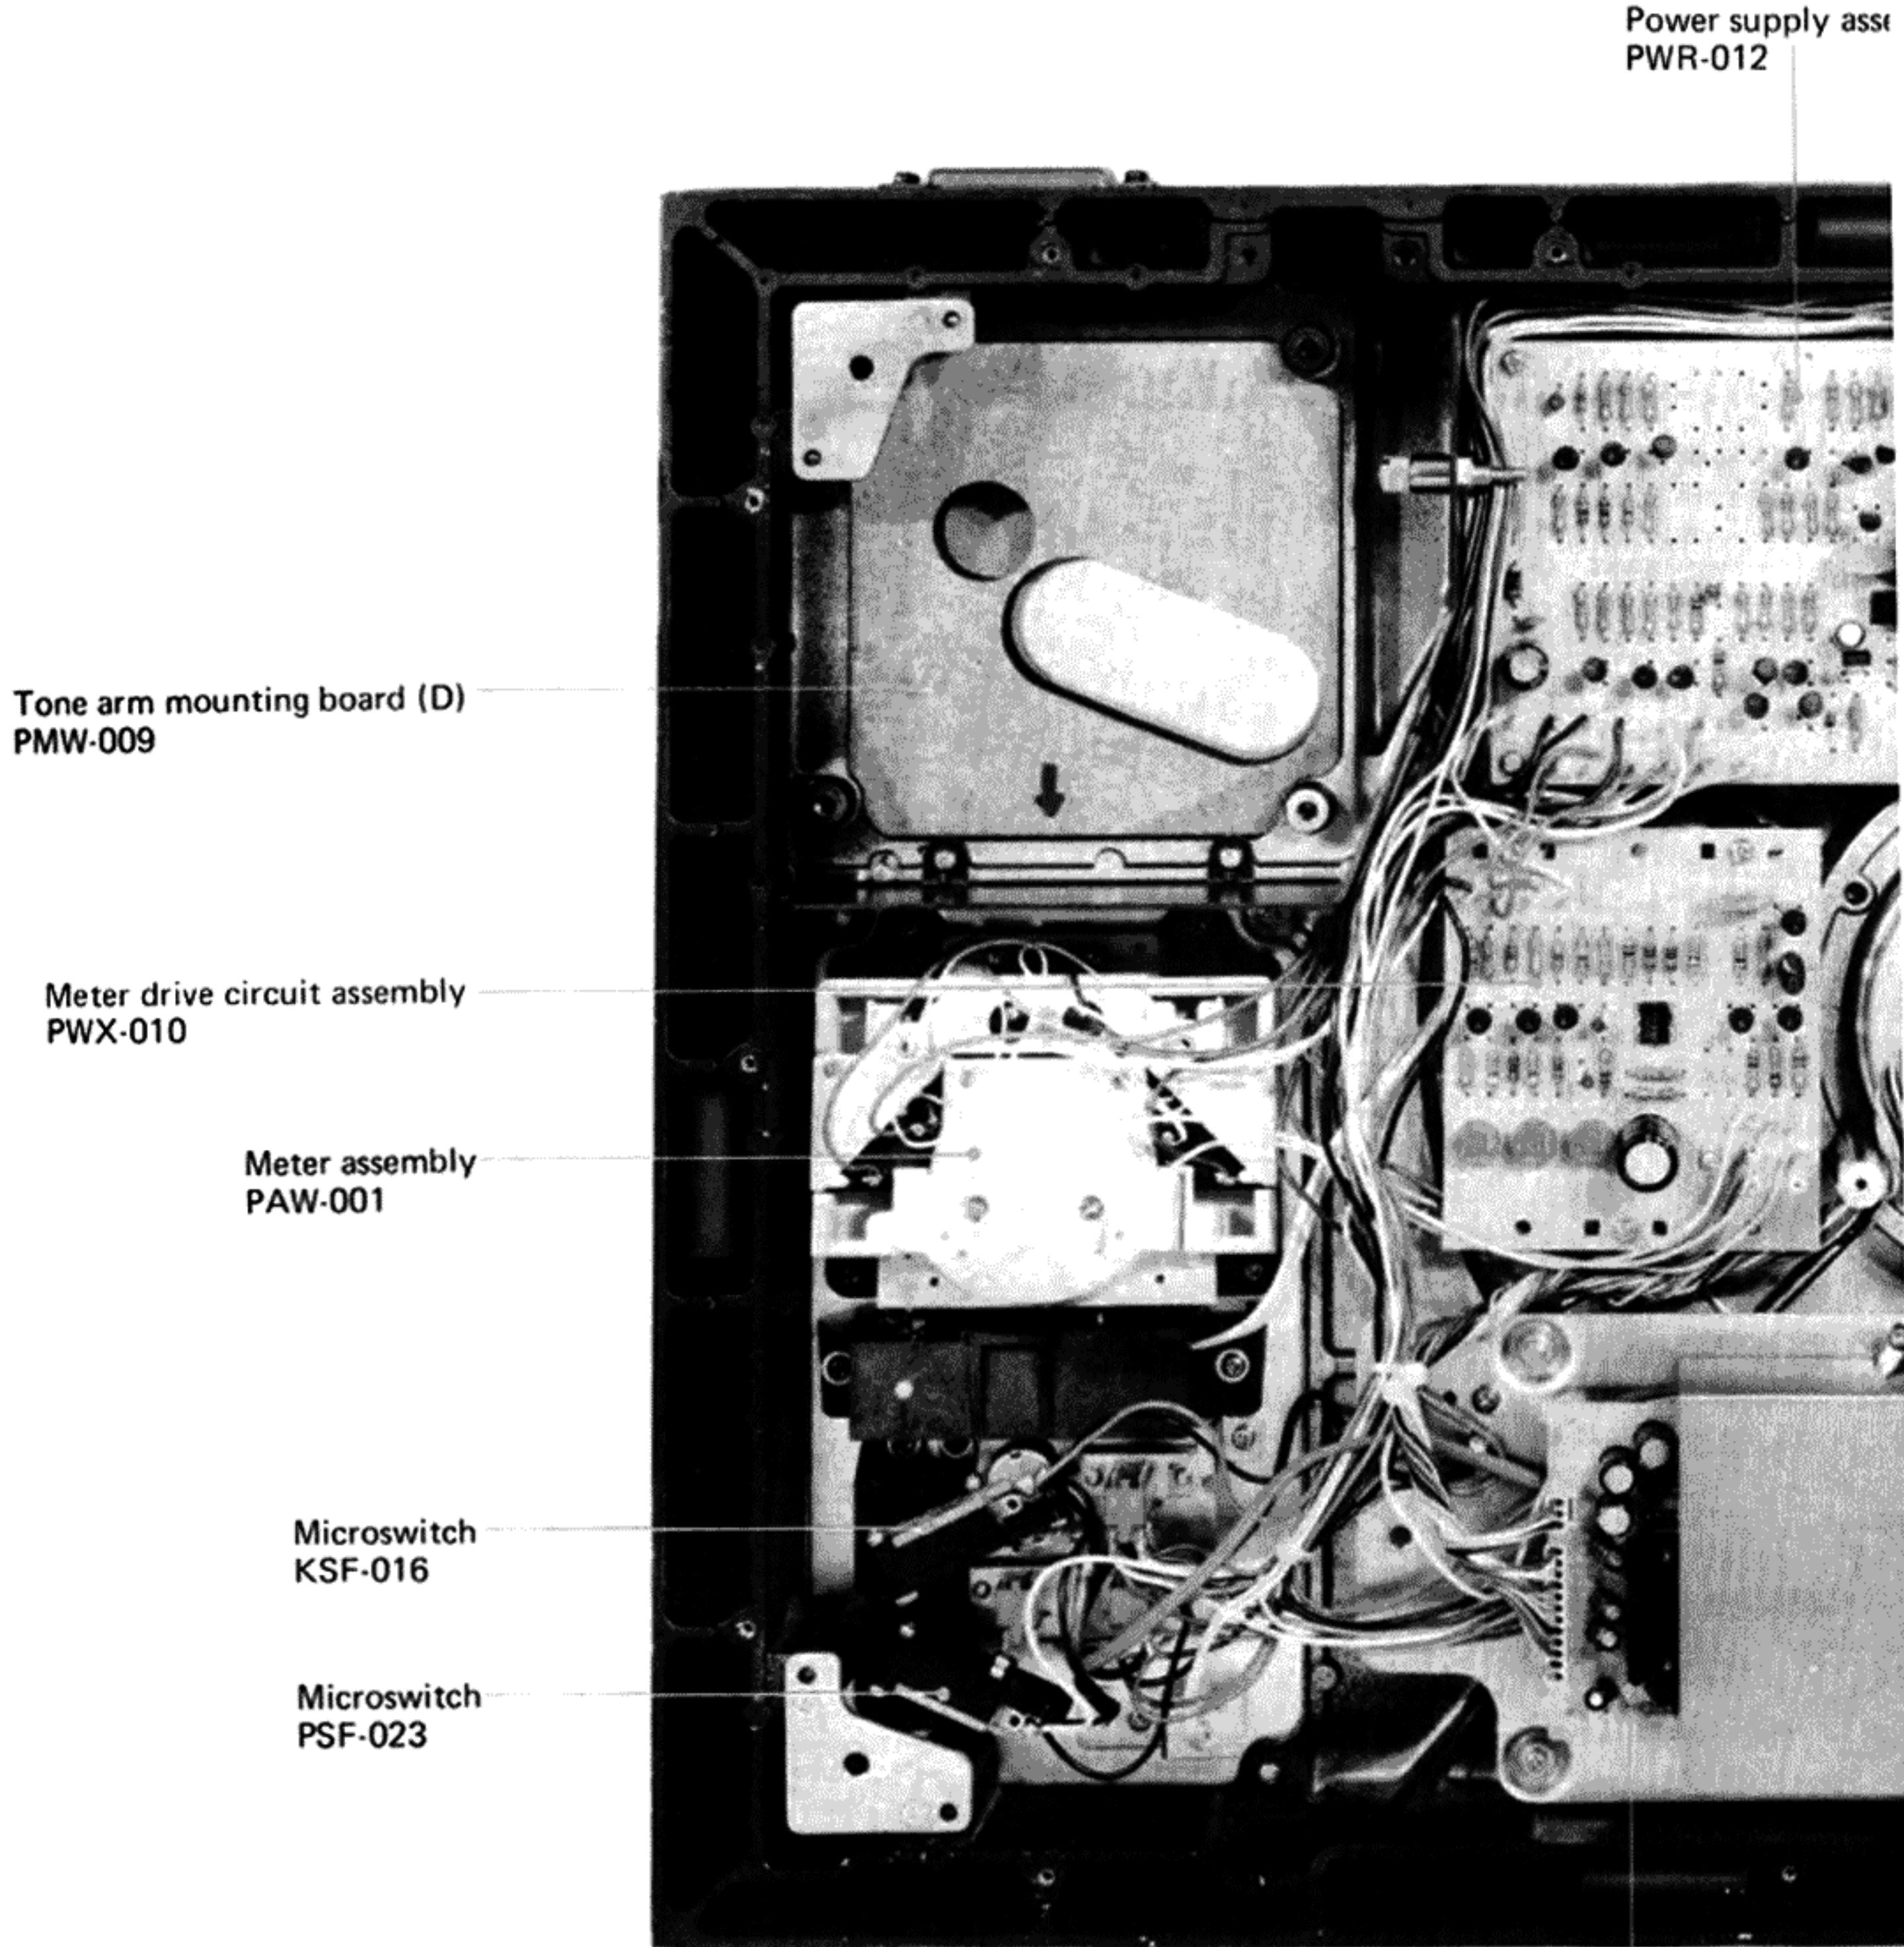 Power supply
PWR-012
Tone arm mounting board (D)
PMW-009
Meter drive circuit assembly
PWX-010
Meter assembly
PAW-001
Microswitch
KSF-016
Microswitch
PSF-023